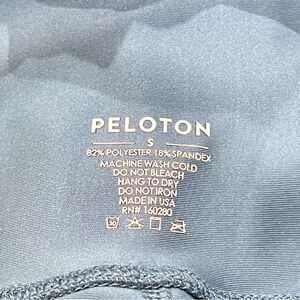 PELOTON
S
82% POLYESTER 18% SPANDEX
MACHINE WASH COLD
DO NOT BLEACH
HANG TO DRY
DO NOT IRON
MADE IN USA
RN# 160280
30